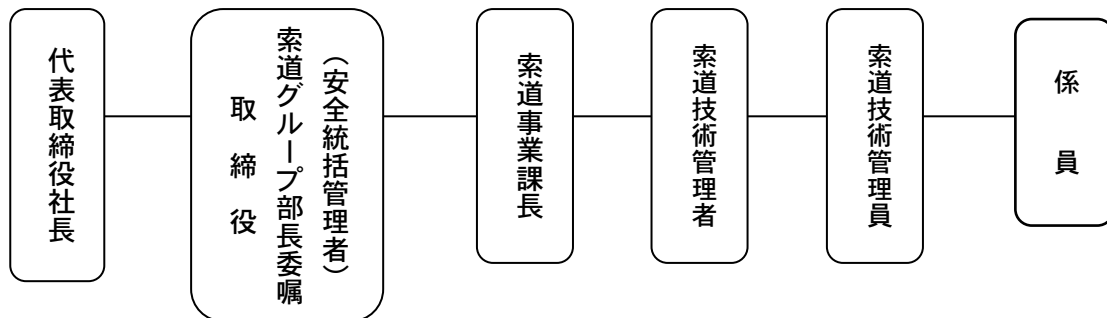 代表取締役社長
（安全統括管理者）
索道グループ部長委嘱
取締役
索道事業課長
索道技術管理者
索道技術管理員
係員